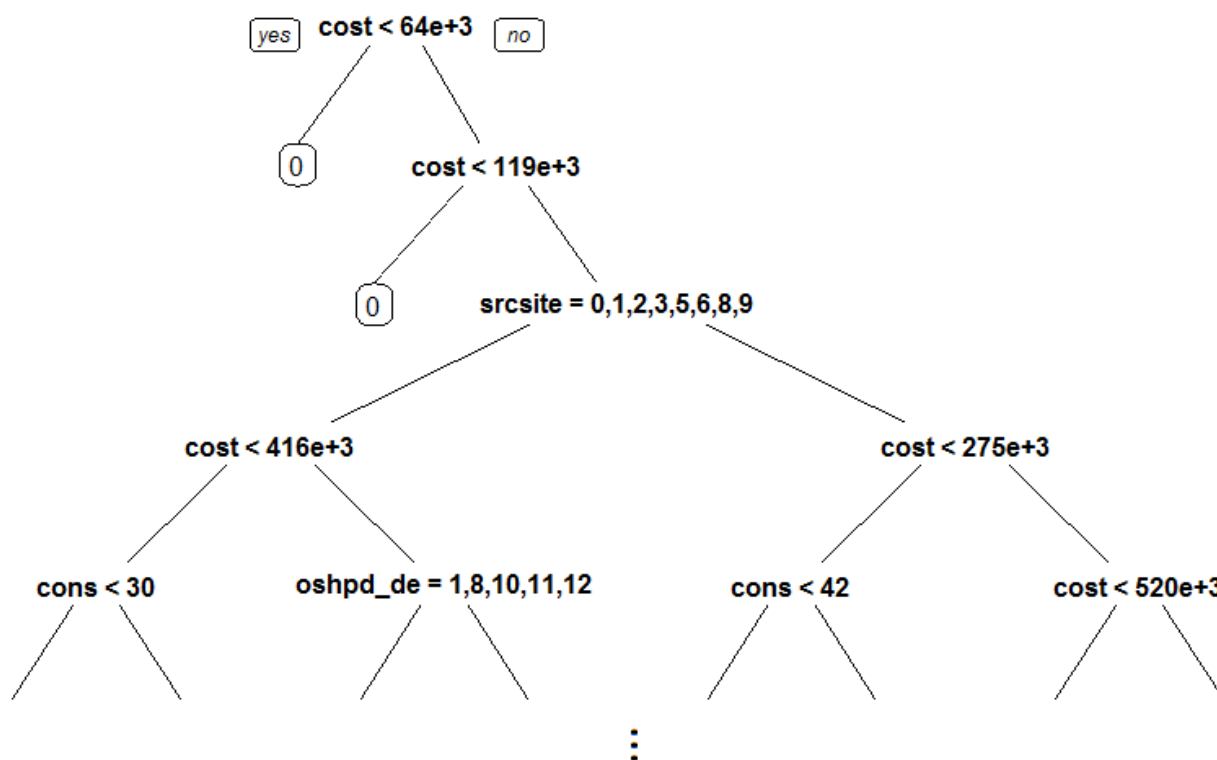 yes cost < 64e+3 no
0 cost < 119e+3
0 srcsite = 0,1,2,3,5,6,8,9
cost < 416e+3 cost < 275e+3
cons < 30 oshpd_de = 1,8,10,11,12 cons < 42 cost < 520e+3